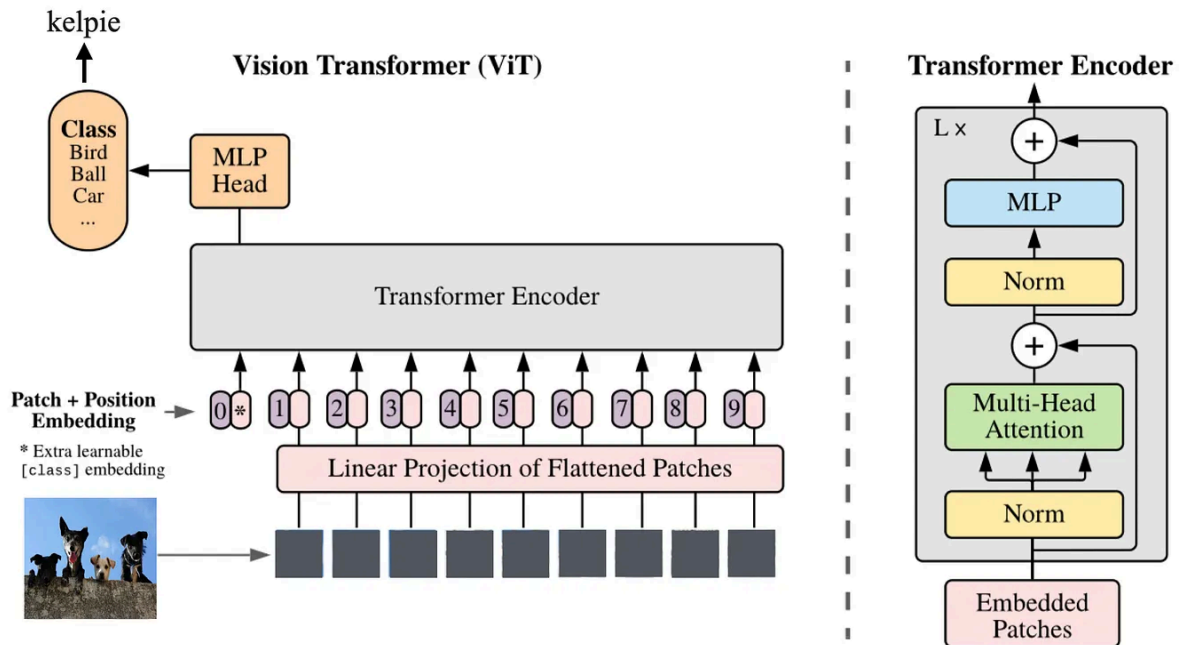 kelpie
Vision Transformer (ViT)
Class
Bird
Ball
Car
...
MLP
Head
Transformer Encoder
Patch + Position
Embedding
0 * 1 2 3 4 5 6 7 8 9
* Extra learnable
[class] embedding
Linear Projection of Flattened Patches
Transformer Encoder
L ×
+
MLP
Norm
+
Multi-Head
Attention
Norm
Embedded
Patches